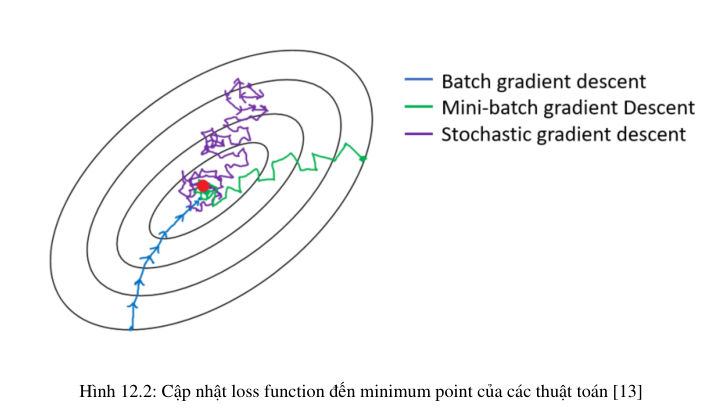 Batch gradient descent
Mini-batch gradient Descent
Stochastic gradient descent
Hình 12.2: Cập nhật loss function đến minimum point của các thuật toán [13]